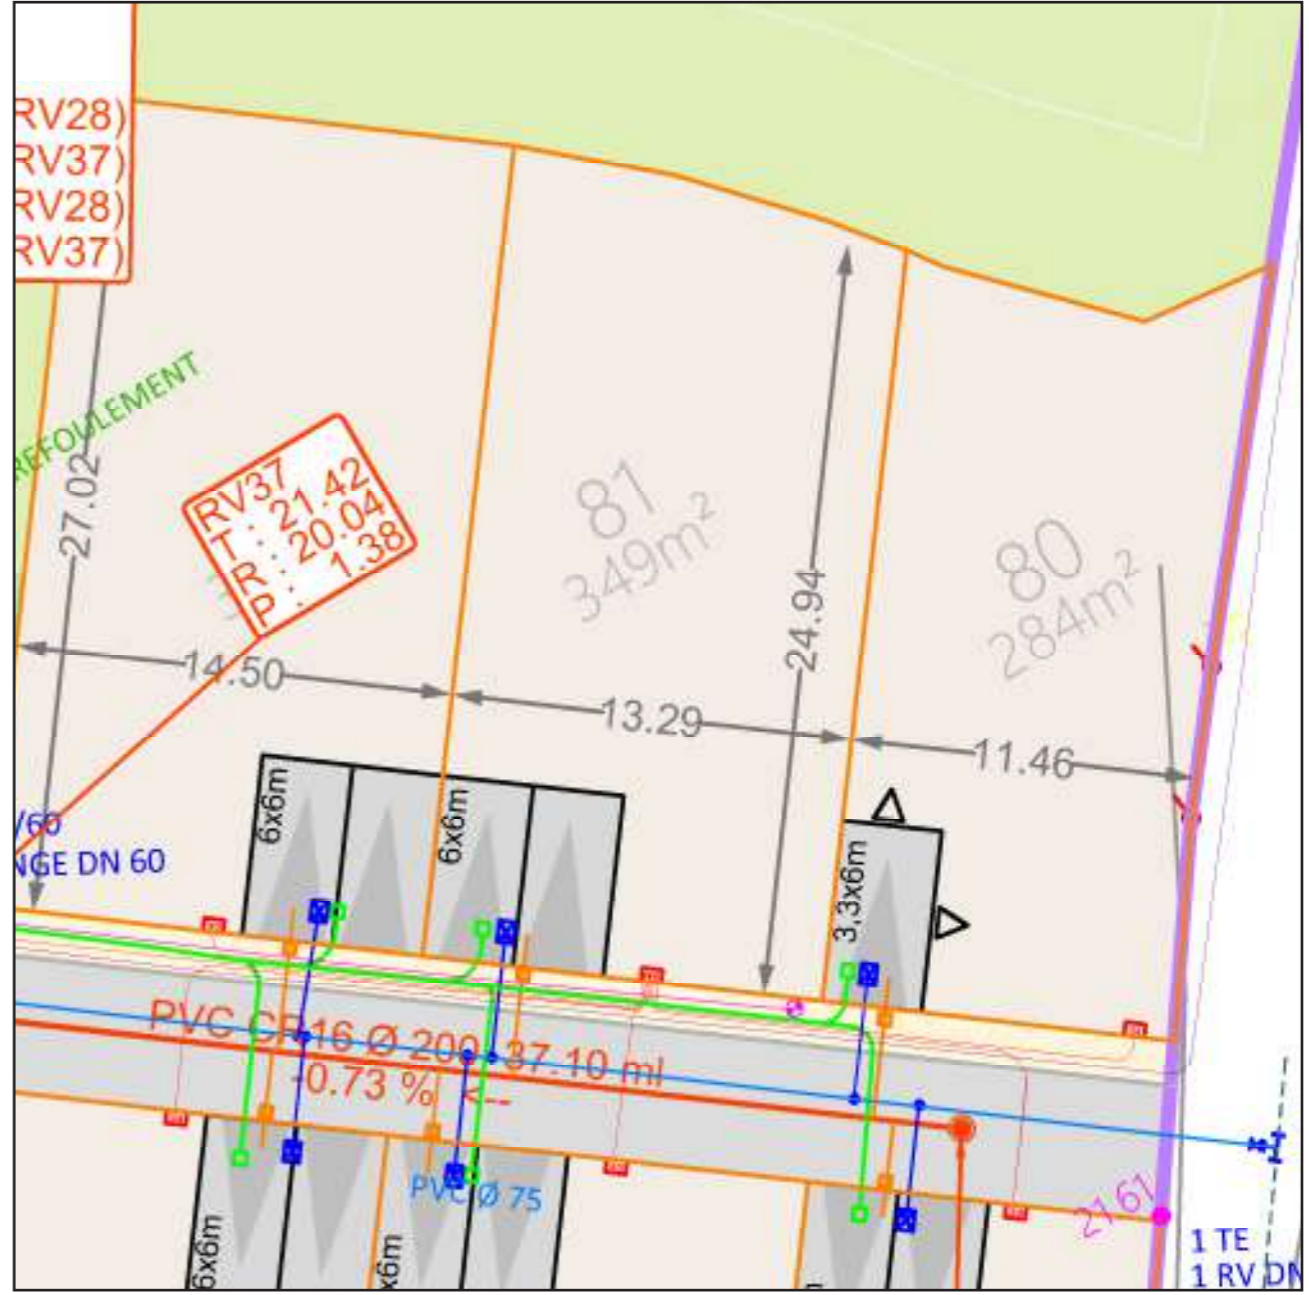 RV28)
RV37)
RV28)
RV37)
REFOULEMENT
27.02
RV37
T : 21.42
R : 20.04
P : 1.38
81
349m²
80
284m²
24.94
14.50
13.29
11.46
6x6m
6x6m
3,3x6m
/60
NGE DN 60
PVC CR16 Ø 200 37.10 ml
-0.73 % <--
PVC Ø 75
6x6m
x6m
21.61
1 TE
1 RV DN